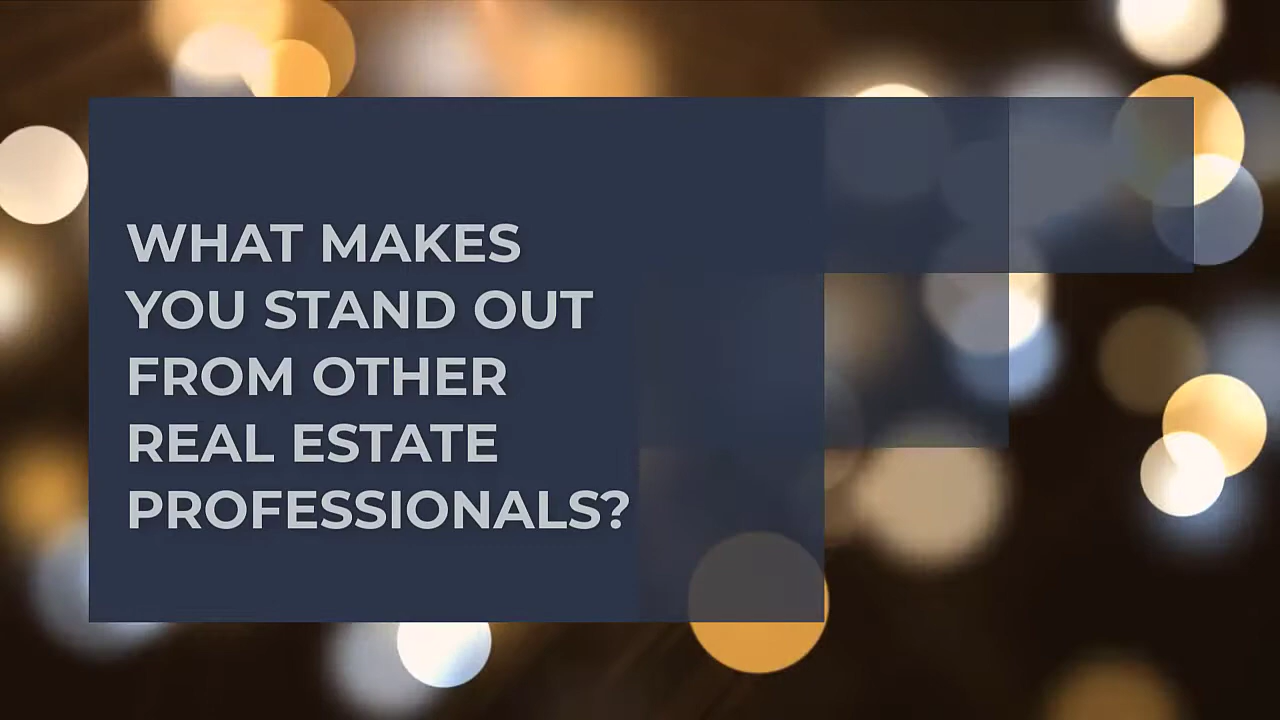 WHAT MAKES
YOU STAND OUT
FROM OTHER
REAL ESTATE
PROFESSIONALS?